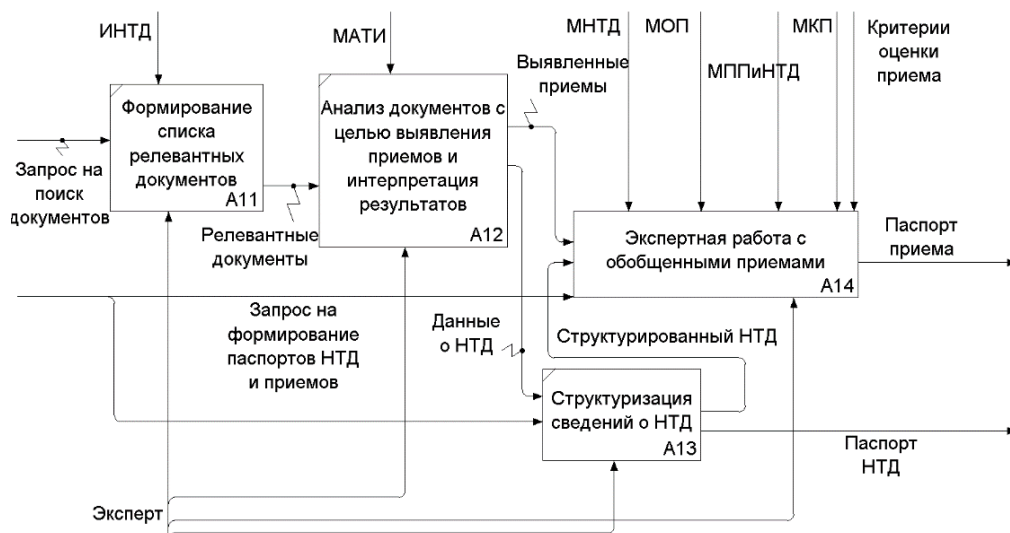 ИНТД
МАТИ
МНТД
МОП
МППиНТД
МКП
Критерии
оценки
приема
Выявленные
приемы
Формирование
списка
релевантных
документов
A11
Анализ документов с
целью выявления
приемов и
интерпретация
результатов
A12
Запрос на
поиск
документов
Релевантные
документы
Экспертная работа с
обобщенными приемами
A14
Паспорт
приема
Запрос на
формирование
паспортов НТД
и приемов
Данные
о НТД
Структурированный НТД
Структуризация
сведений о НТД
A13
Паспорт
НТД
Эксперт